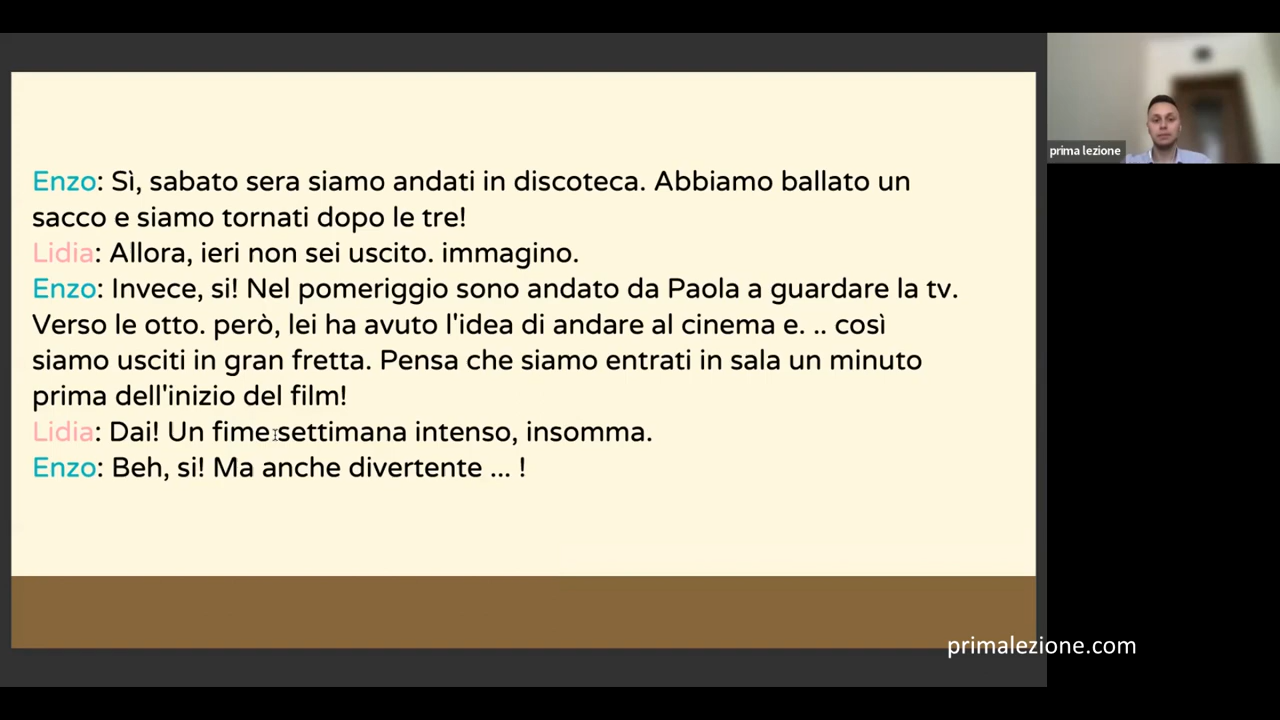 Enzo: Sì, sabato sera siamo andati in discoteca. Abbiamo ballato un
sacco e siamo tornati dopo le tre!
Lidia: Allora, ieri non sei uscito. immagino.
Enzo: Invece, si! Nel pomeriggio sono andato da Paola a guardare la tv.
Verso le otto. però, lei ha avuto l'idea di andare al cinema e. .. così
siamo usciti in gran fretta. Pensa che siamo entrati in sala un minuto
prima dell'inizio del film!
Lidia: Dai! Un fime settimana intenso, insomma.
Enzo: Beh, si! Ma anche divertente ... !
prima lezione
primalezione.com